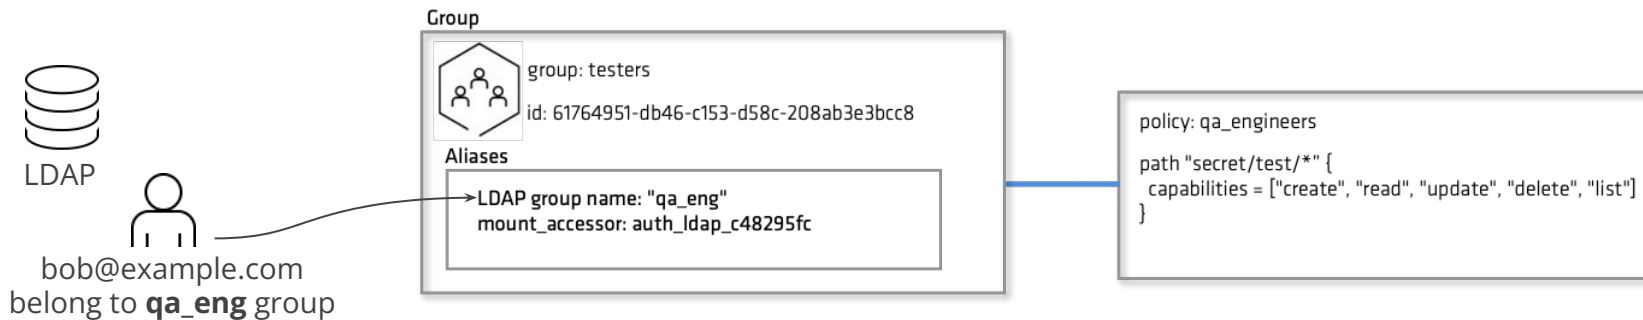 Group
group: testers
id: 61764951-db46-c153-d58c-208ab3e3bcc8
Aliases
LDAP group name: "qa_eng"
mount_accessor: auth_ldap_c48295fc
LDAP
bob@example.com
belong to qa_eng group
policy: qa_engineers
path "secret/test/*" {
capabilities = ["create", "read", "update", "delete", "list"]
}